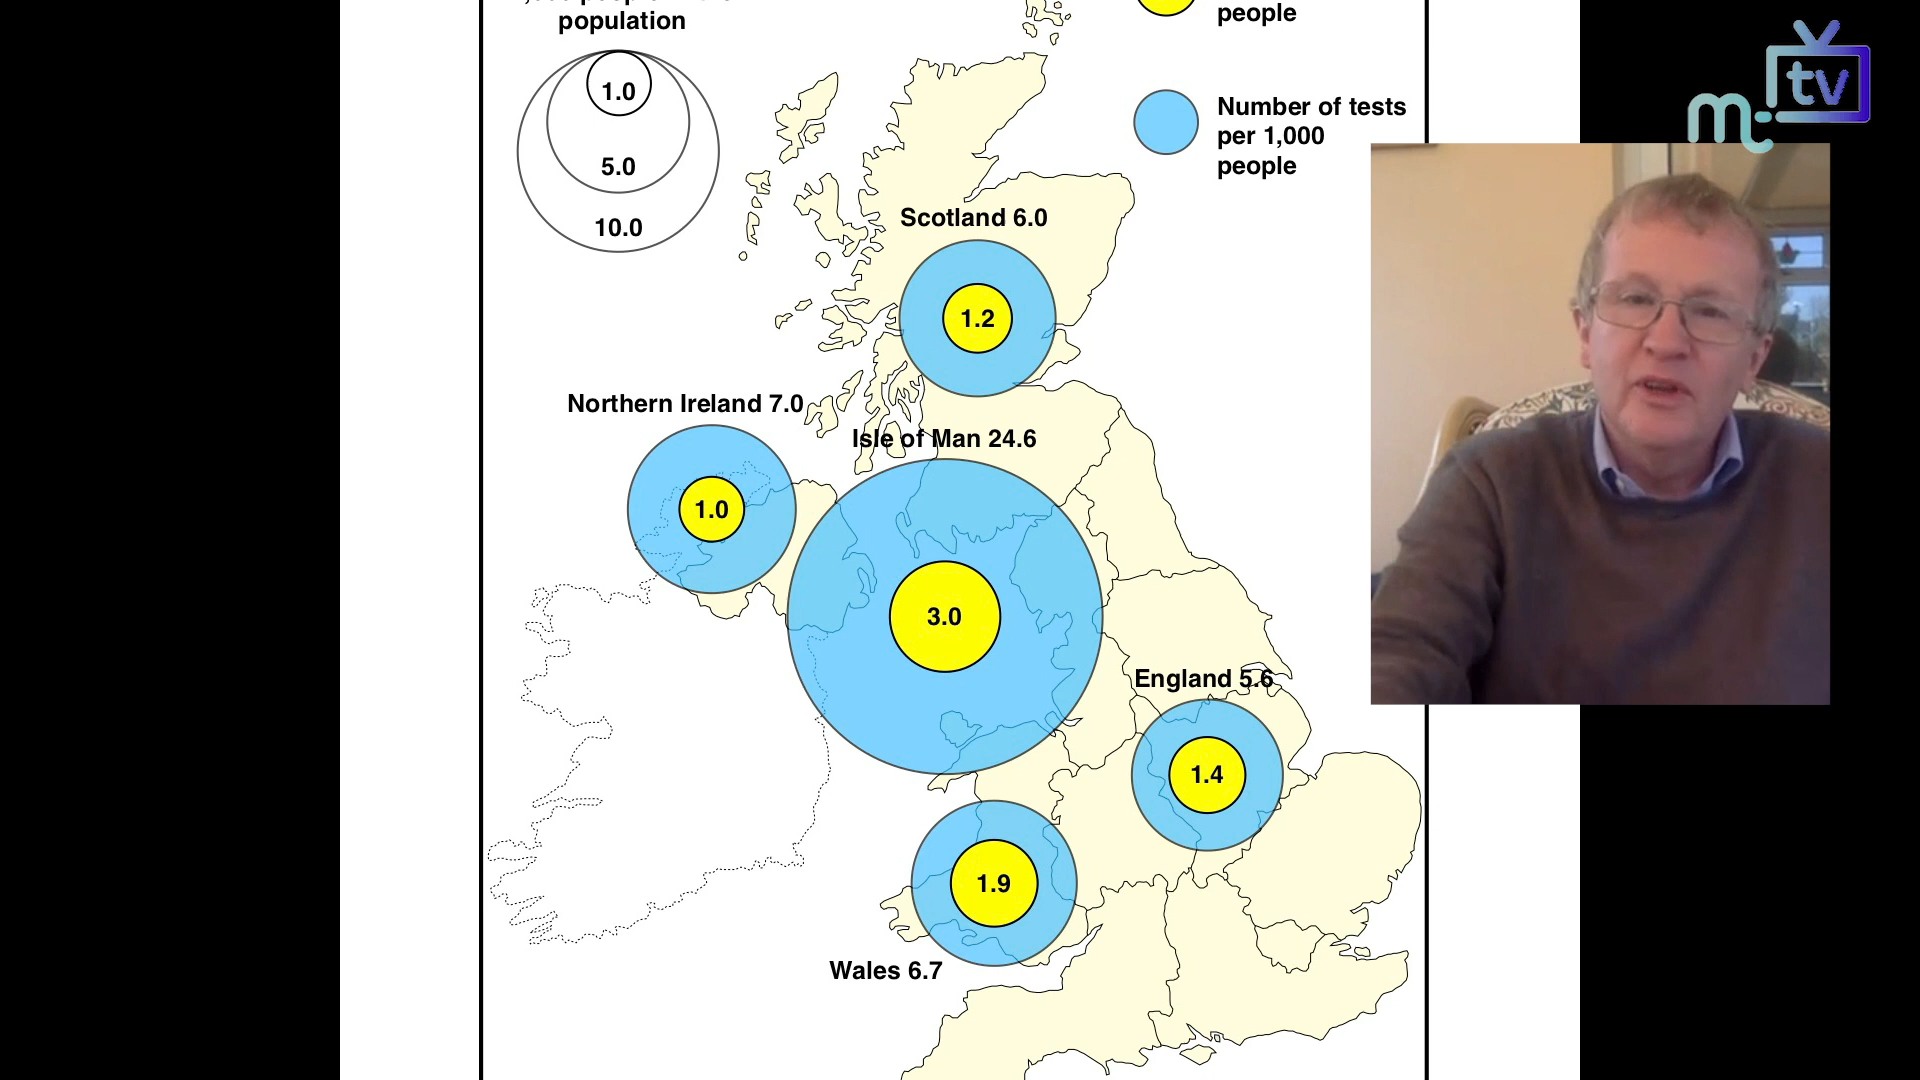 population
1.0
5.0
10.0
people
Number of tests
per 1,000
people
m:tv
Scotland 6.0
1.2
Northern Ireland 7.0
1.0
Isle of Man 24.6
3.0
England 5.6
1.4
1.9
Wales 6.7